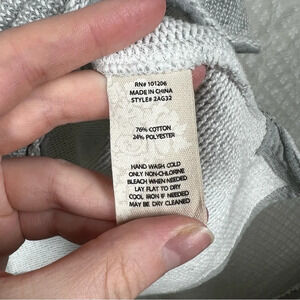 RN# 101206
MADE IN CHINA
STYLE# 2AG32
76% COTTON
24% POLYESTER
HAND WASH COLD
ONLY NON-CHLORINE
BLEACH WHEN NEEDED
LAY FLAT TO DRY
COOL IRON IF NEEDED
MAY BE DRY CLEANED